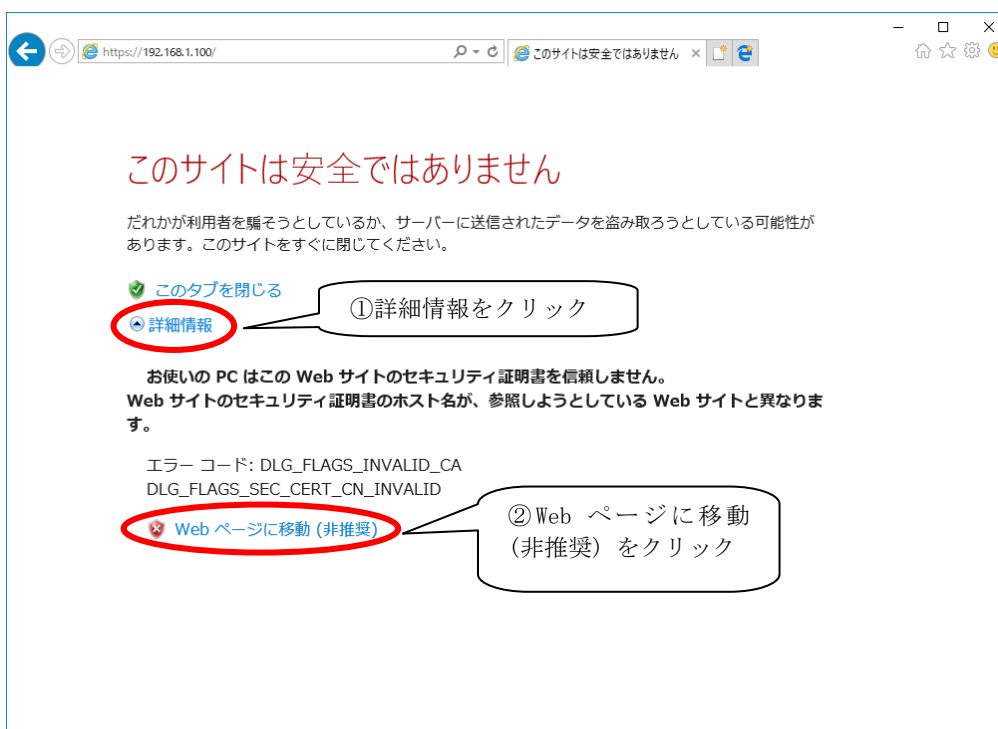 https://192.168.1.100/
このサイトは安全ではありません
このサイトは安全ではありません
だれかが利用者を騙そうとしているか、サーバーに送信されたデータを盗み取ろうとしている可能性が
あります。このサイトをすぐに閉じてください。
このタブを閉じる
①詳細情報をクリック
詳細情報
お使いの PC はこの Web サイトのセキュリティ証明書を信頼しません。
Web サイトのセキュリティ証明書のホスト名が、参照しようとしている Web サイトと異なりま
す。
エラー コード: DLG_FLAGS_INVALID_CA
DLG_FLAGS_SEC_CERT_CN_INVALID
Web ページに移動 (非推奨)
②Web ページに移動
(非推奨) をクリック